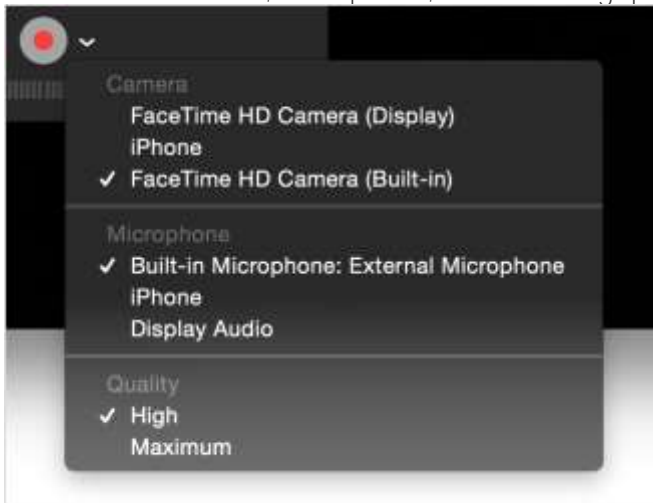 Camera
FaceTime HD Camera (Display)
iPhone
✓ FaceTime HD Camera (Built-in)
Microphone
✓ Built-in Microphone: External Microphone
iPhone
Display Audio
Quality
✓ High
Maximum